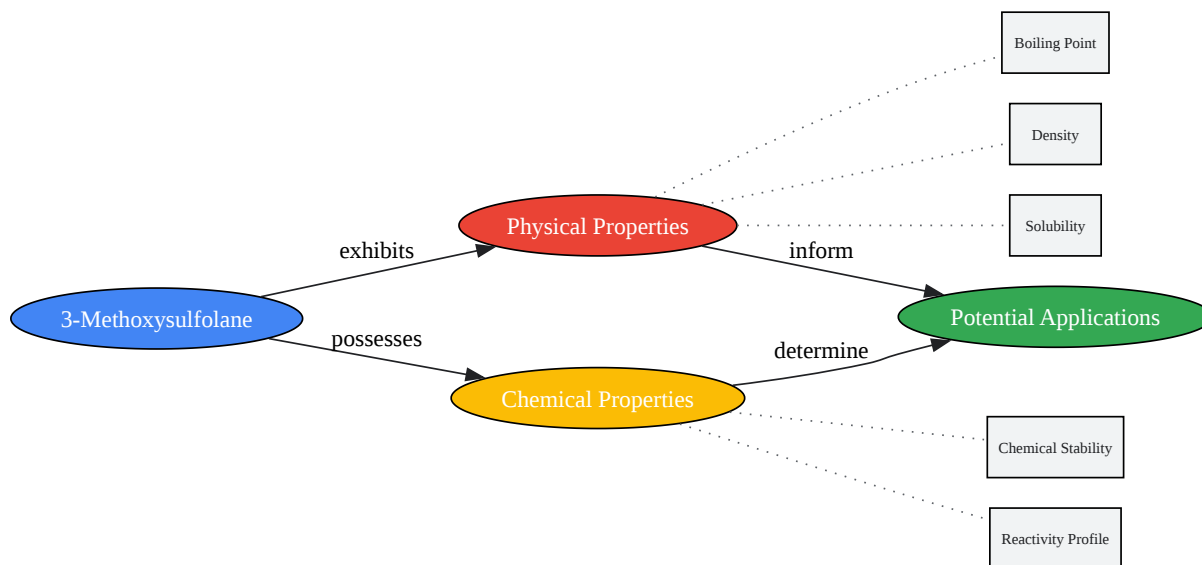 Boiling Point
Density
Solubility
Physical Properties
exhibits
inform
3-Methoxysulfolane
Potential Applications
possesses
determine
Chemical Properties
Chemical Stability
Reactivity Profile